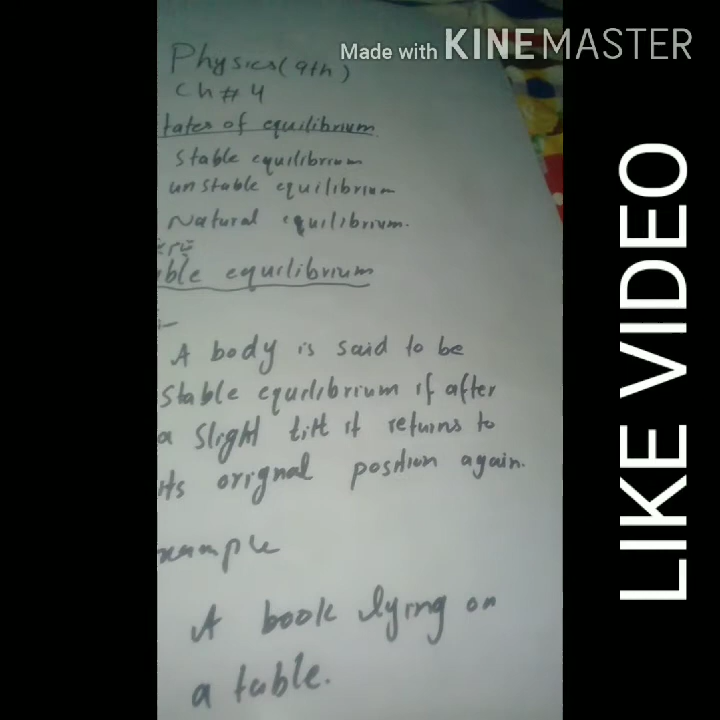 Made with KINEMASTER
Physics (9th)
Ch # 4
tates of equilibrium
Stable equilibrium
unstable equilibrium
Natural equilibrium.
ble equilibrium
A body is said to be
Stable equilibrium if after
a Slight tilt it returns to
its orignal position again.
xample
A book lying on
a table.
LIKE VIDEO